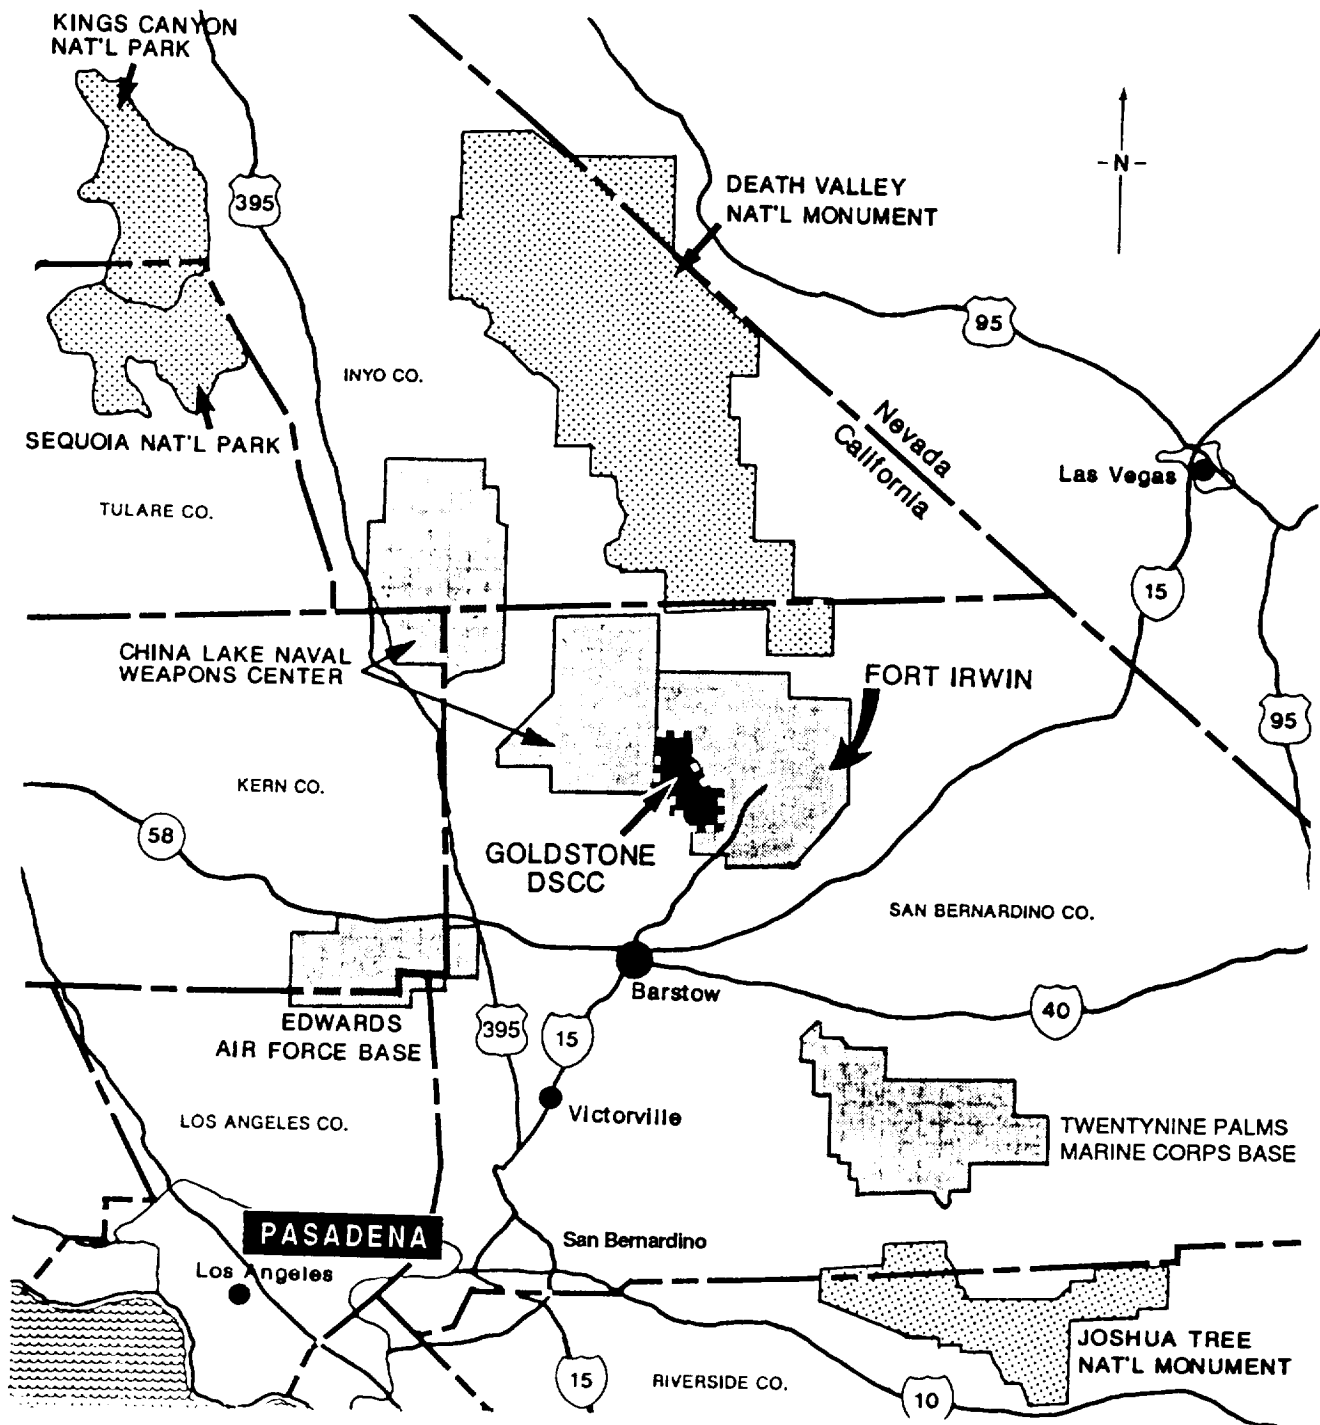 KINGS CANYON
NAT'L PARK
-N-
DEATH VALLEY
NAT'L MONUMENT
395
95
INYO CO.
Nevada
California
SEQUOIA NAT'L PARK
Las Vegas
TULARE CO.
15
CHINA LAKE NAVAL
WEAPONS CENTER
FORT IRWIN
95
KERN CO.
58
GOLDSTONE
DSCC
SAN BERNARDINO CO.
Barstow
40
EDWARDS
AIR FORCE BASE
395
15
Victorville
LOS ANGELES CO.
TWENTYNINE PALMS
MARINE CORPS BASE
PASADENA
San Bernardino
Los Angeles
JOSHUA TREE
NAT'L MONUMENT
15
RIVERSIDE CO.
10